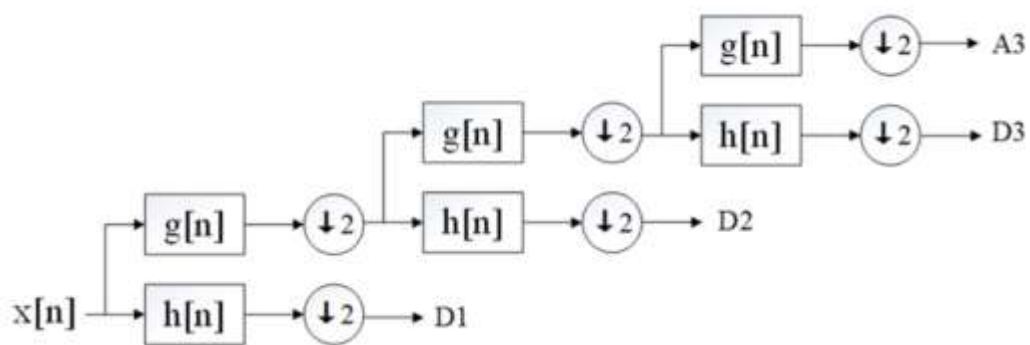 g[n] ↓2 A3
g[n] ↓2 h[n] ↓2 D3
g[n] ↓2 h[n] ↓2 D2
x[n] h[n] ↓2 D1